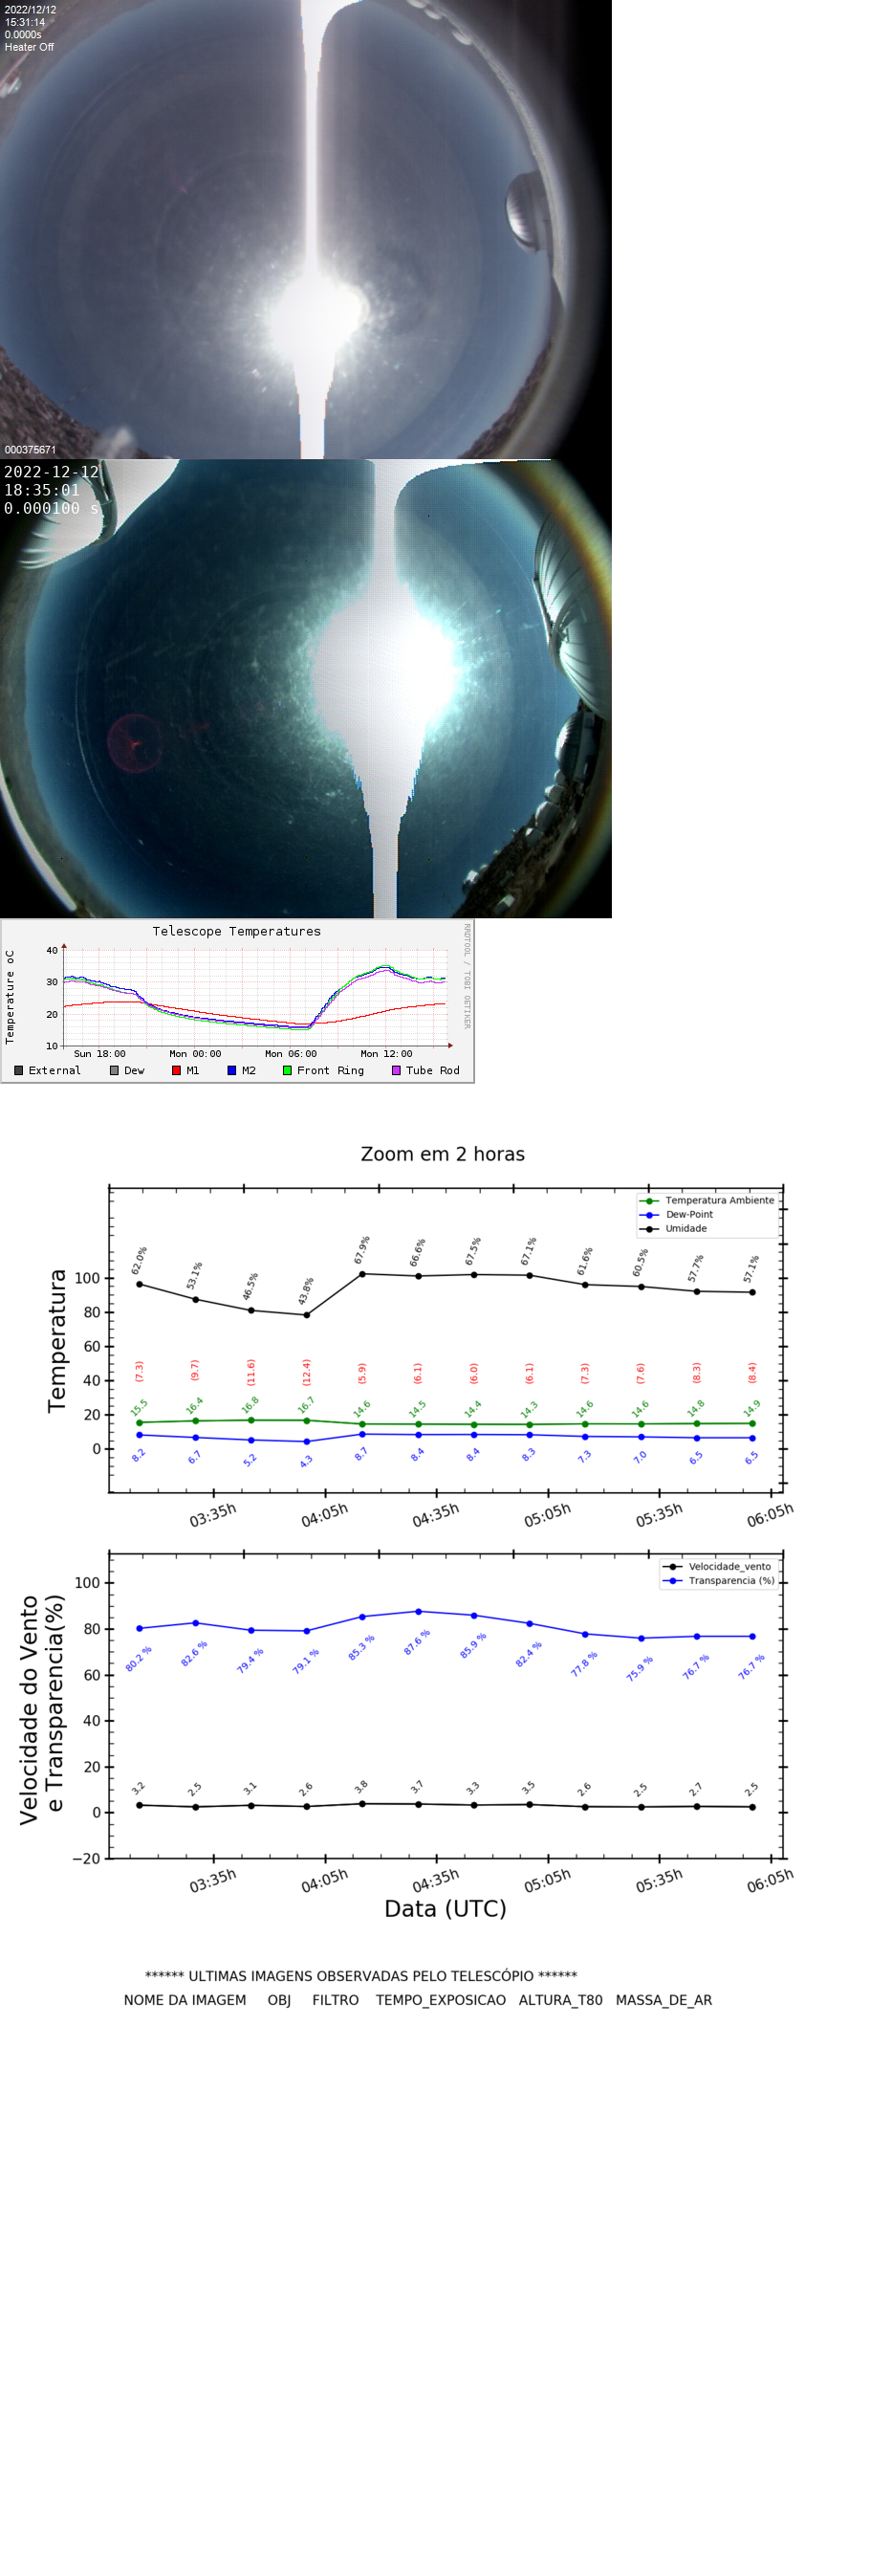 2022/12/12
15:31:14
0.0000s
Heater Off
000375671
2022-12-12
18:35:01
0.000100 s
Telescope Temperatures
RRDTOOL / TOBI OETIKER
Temperature oC
40
30
20
10
Sun 18:00 Mon 00:00 Mon 06:00 Mon 12:00
External Dew M1 M2 Front Ring Tube Rod
Zoom em 2 horas
Temperatura Ambiente
Dew-Point
Umidade
Temperatura
100
80
60
40
20
0
62.0% 53.1% 46.5% 43.8% 67.9% 66.6% 67.5% 67.1% 61.6% 60.5% 57.7% 57.1%
(7.3) (9.7) (11.6) (12.4) (5.9) (6.1) (6.0) (6.1) (7.3) (7.6) (8.3) (8.4)
15.5 16.4 16.8 16.7 14.6 14.5 14.4 14.3 14.6 14.6 14.8 14.9
8.2 6.7 5.2 4.3 8.7 8.4 8.4 8.3 7.3 7.0 6.5 6.5
03:35h 04:05h 04:35h 05:05h 05:35h 06:05h
Velocidade_vento
Transparencia (%)
Velocidade do Vento
e Transparencia(%)
100
80
60
40
20
0
−20
80.2 % 82.6 % 79.4 % 79.1 % 85.3 % 87.6 % 85.9 % 82.4 % 77.8 % 75.9 % 76.7 % 76.7 %
3.2 2.5 3.1 2.6 3.8 3.7 3.3 3.5 2.6 2.5 2.7 2.5
03:35h 04:05h 04:35h 05:05h 05:35h 06:05h
Data (UTC)
****** ULTIMAS IMAGENS OBSERVADAS PELO TELESCÓPIO ******
NOME DA IMAGEM OBJ FILTRO TEMPO_EXPOSICAO ALTURA_T80 MASSA_DE_AR